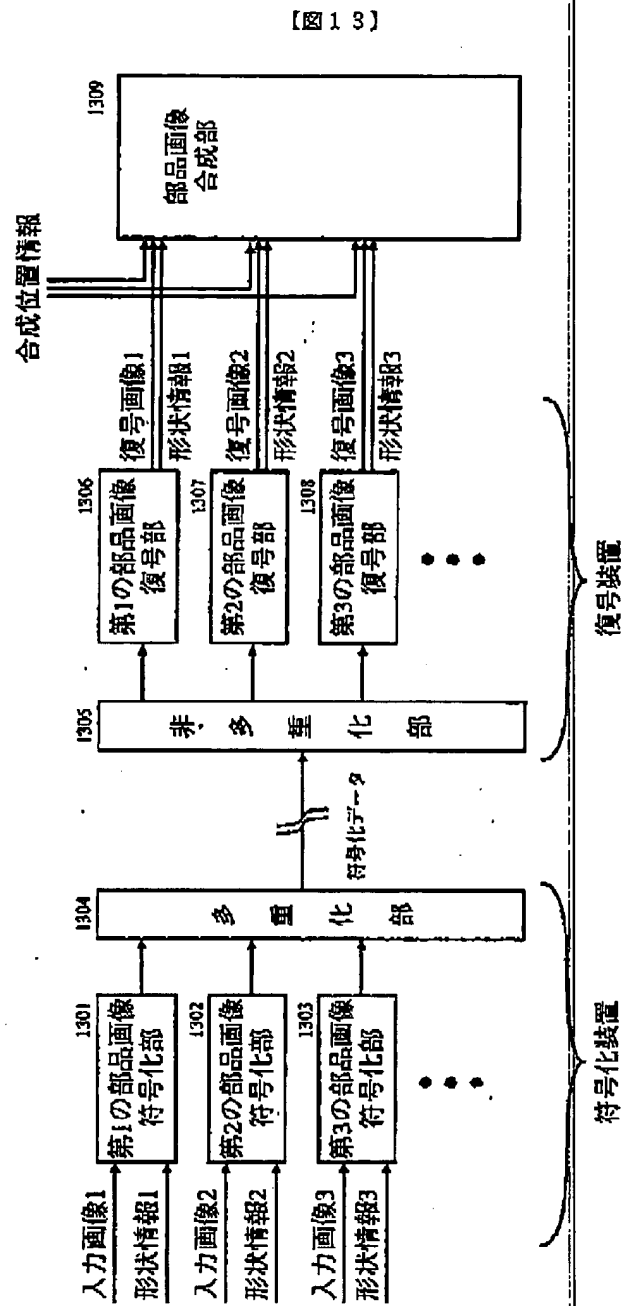 【図１３】
入力画像1
形状情報1
入力画像2
形状情報2
入力画像3
形状情報3
1301
第1の部品画像
符号化部
1302
第2の部品画像
符号化部
1303
第3の部品画像
符号化部
1304
多重化部
符号化データ
1305
非多重化部
1306
第1の部品画像
復号部
1307
第2の部品画像
復号部
1308
第3の部品画像
復号部
復号画像1
形状情報1
復号画像2
形状情報2
復号画像3
形状情報3
合成位置情報
1309
部品画像
合成部
符号化装置
復号装置